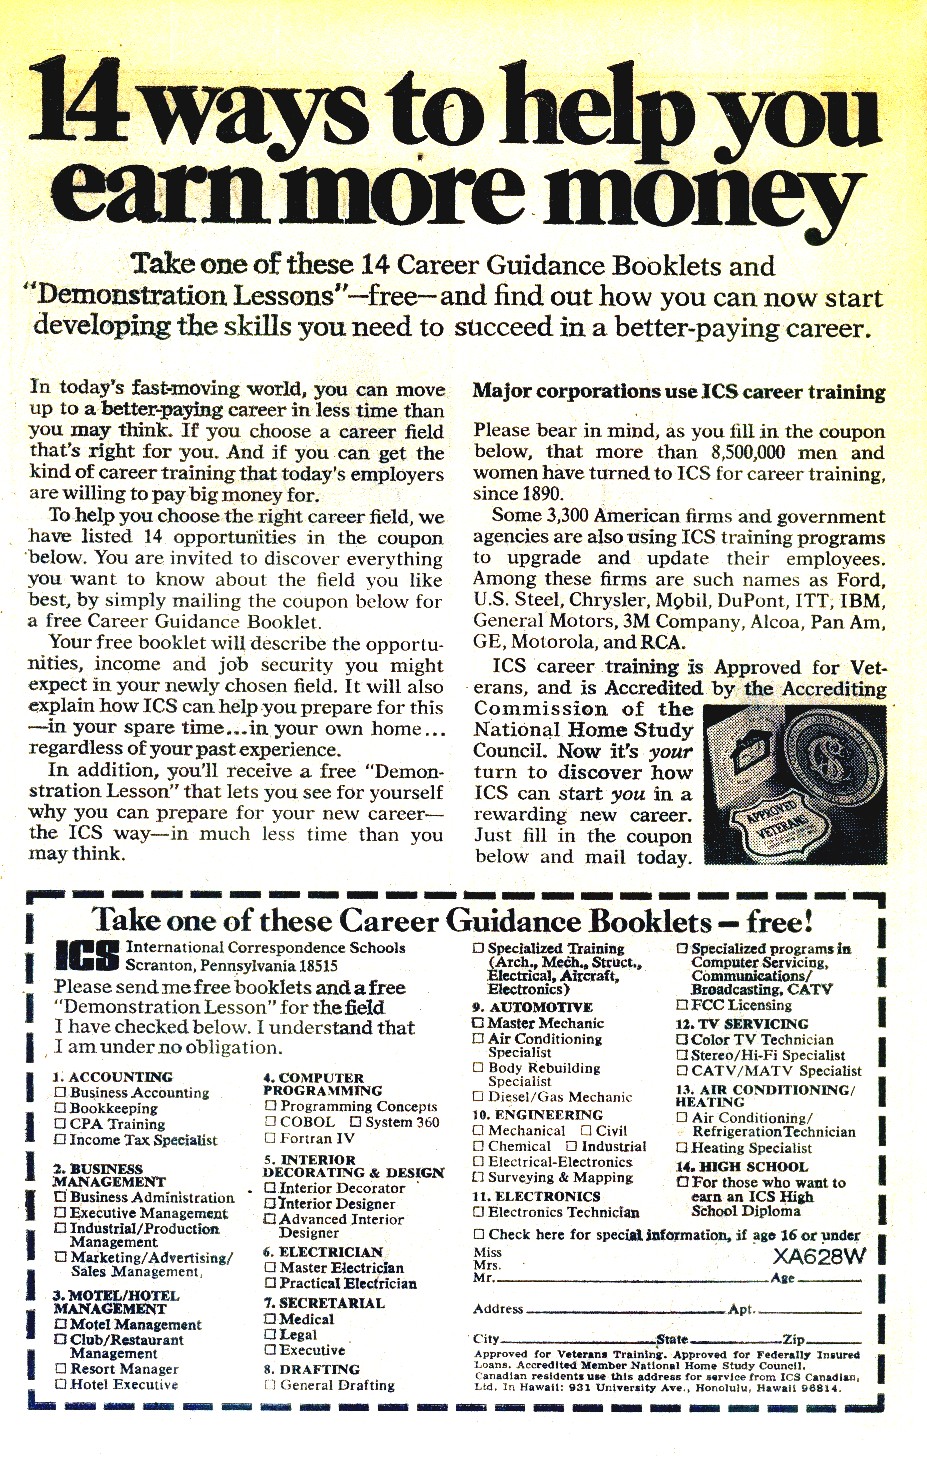 14 ways to help you
earn more money
Take one of these 14 Career Guidance Booklets and
“Demonstration Lessons”—free—and find out how you can now start
developing the skills you need to succeed in a better-paying career.
In today's fast-moving world, you can move
up to a better-paying career in less time than
you may think. If you choose a career field
that's right for you. And if you can get the
kind of career training that today's employers
are willing to pay big money for.
To help you choose the right career field, we
have listed 14 opportunities in the coupon
below. You are invited to discover everything
you want to know about the field you like
best, by simply mailing the coupon below for
a free Career Guidance Booklet.
Your free booklet will describe the opportu-
nities, income and job security you might
expect in your newly chosen field. It will also
explain how ICS can help you prepare for this
—in your spare time...in your own home...
regardless of your past experience.
In addition, you'll receive a free “Demon-
stration Lesson” that lets you see for yourself
why you can prepare for your new career—
the ICS way—in much less time than you
may think.
Major corporations use ICS career training
Please bear in mind, as you fill in the coupon
below, that more than 8,500,000 men and
women have turned to ICS for career training,
since 1890.
Some 3,300 American firms and government
agencies are also using ICS training programs
to upgrade and update their employees.
Among these firms are such names as Ford,
U.S. Steel, Chrysler, Mobil, DuPont, ITT, IBM,
General Motors, 3M Company, Alcoa, Pan Am,
GE, Motorola, and RCA.
ICS career training is Approved for Vet-
erans, and is Accredited by the Accrediting
Commission of the
National Home Study
Council. Now it's your
turn to discover how
ICS can start you in a
rewarding new career.
Just fill in the coupon
below and mail today.
ICS
APPROVED
VETERANS
Take one of these Career Guidance Booklets — free!
ICS International Correspondence Schools
Scranton, Pennsylvania 18515
Please send me free booklets and a free
“Demonstration Lesson” for the field
I have checked below. I understand that
I am under no obligation.
1. ACCOUNTING
☐ Business Accounting
☐ Bookkeeping
☐ CPA Training
☐ Income Tax Specialist
2. BUSINESS
MANAGEMENT
☐ Business Administration
☐ Executive Management
☐ Industrial/Production
Management
☐ Marketing/Advertising/
Sales Management
3. MOTEL/HOTEL
MANAGEMENT
☐ Motel Management
☐ Club/Restaurant
Management
☐ Resort Manager
☐ Hotel Executive
4. COMPUTER
PROGRAMMING
☐ Programming Concepts
☐ COBOL ☐ System 360
☐ Fortran IV
5. INTERIOR
DECORATING & DESIGN
☐ Interior Decorator
☐ Interior Designer
☐ Advanced Interior
Designer
6. ELECTRICIAN
☐ Master Electrician
☐ Practical Electrician
7. SECRETARIAL
☐ Medical
☐ Legal
☐ Executive
8. DRAFTING
☐ General Drafting
☐ Specialized Training
(Arch., Mech., Struct.,
Electrical, Aircraft,
Electronics)
9. AUTOMOTIVE
☐ Master Mechanic
☐ Air Conditioning
Specialist
☐ Body Rebuilding
Specialist
☐ Diesel/Gas Mechanic
10. ENGINEERING
☐ Mechanical ☐ Civil
☐ Chemical ☐ Industrial
☐ Electrical-Electronics
☐ Surveying & Mapping
11. ELECTRONICS
☐ Electronics Technician
☐ Specialized programs in
Computer Servicing,
Communications/
Broadcasting, CATV
☐ FCC Licensing
12. TV SERVICING
☐ Color TV Technician
☐ Stereo/Hi-Fi Specialist
☐ CATV/MATV Specialist
13. AIR CONDITIONING/
HEATING
☐ Air Conditioning/
Refrigeration Technician
☐ Heating Specialist
14. HIGH SCHOOL
☐ For those who want to
earn an ICS High
School Diploma
☐ Check here for special information, if age 16 or under
XA628W
Miss
Mrs.
Mr. Age
Address Apt.
City State Zip
Approved for Veterans Training. Approved for Federally Insured
Loans. Accredited Member National Home Study Council.
Canadian residents use this address for service from ICS Canadian,
Ltd. In Hawaii: 931 University Ave., Honolulu, Hawaii 96814.